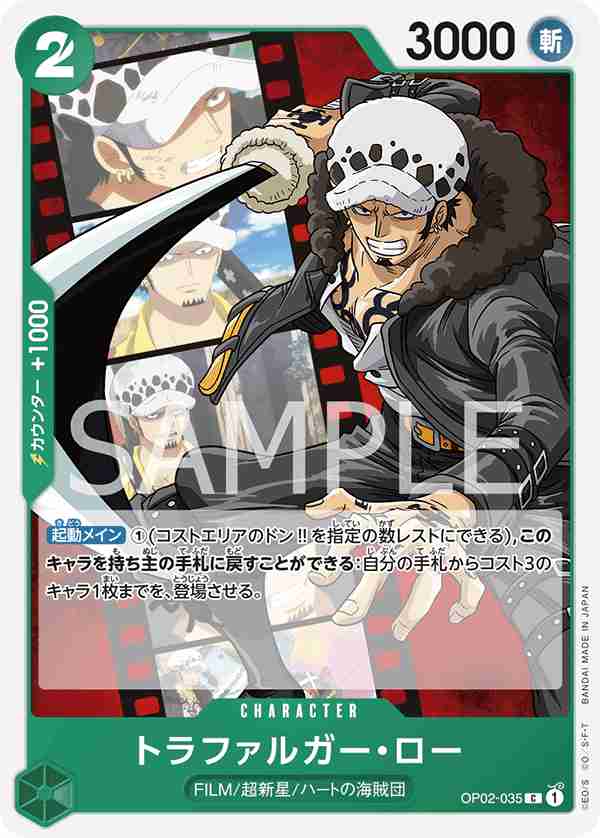 2
3000 斬
カウンター +1000
SAMPLE
起動メイン ①(コストエリアのドン!!を指定の数レストにできる),この
キャラを持ち主の手札に戻すことができる:自分の手札からコスト3の
キャラ1枚までを、登場させる。
CHARACTER
トラファルガー・ロー
FILM/超新星/ハートの海賊団
OP02-035 C 1
©E.O/S ©O/S・F・T BANDAI MADE IN JAPAN